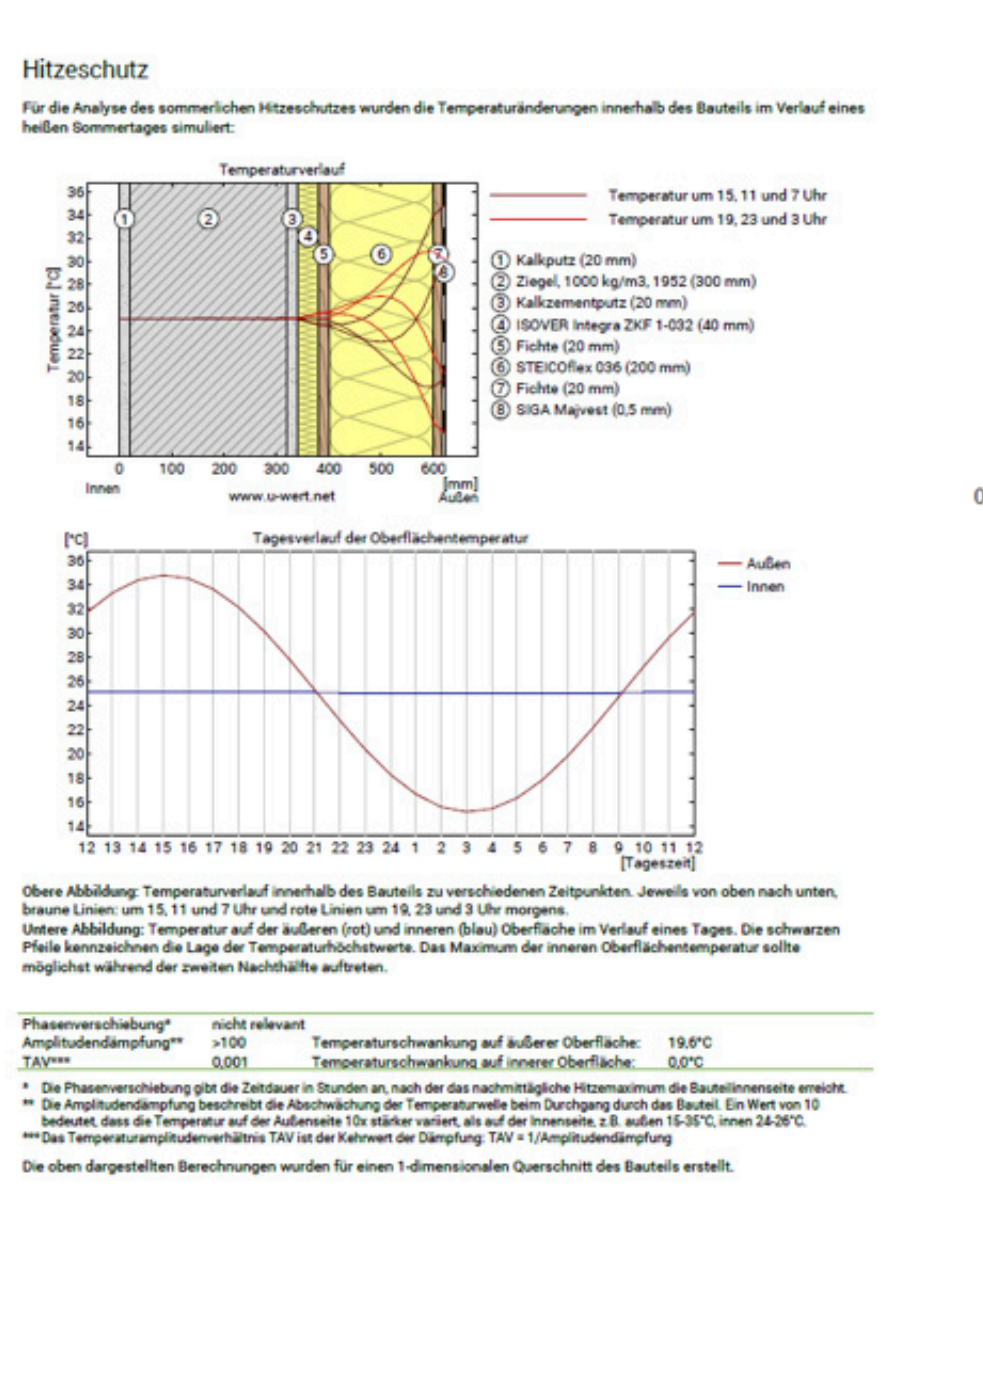 Hitzeschutz
Für die Analyse des sommerlichen Hitzeschutzes wurden die Temperaturänderungen innerhalb des Bauteils im Verlauf eines
heißen Sommertages simuliert:
Temperaturverlauf
Temperatur [°C]
36
34
32
30
28
26
24
22
20
18
16
14
1 2 3 4 5 6 7 8
0 100 200 300 400 500 600
[mm]
Innen
www.u-wert.net
Außen
Temperatur um 15, 11 und 7 Uhr
Temperatur um 19, 23 und 3 Uhr
1 Kalkputz (20 mm)
2 Ziegel, 1000 kg/m3, 1952 (300 mm)
3 Kalkzementputz (20 mm)
4 ISOVER Integra ZKF 1-032 (40 mm)
5 Fichte (20 mm)
6 STEICOflex 036 (200 mm)
7 Fichte (20 mm)
8 SIGA Majvest (0,5 mm)
0
[°C]
Tagesverlauf der Oberflächentemperatur
36
34
32
30
28
26
24
22
20
18
16
14
12 13 14 15 16 17 18 19 20 21 22 23 24 1 2 3 4 5 6 7 8 9 10 11 12
[Tageszeit]
Außen
Innen
Obere Abbildung: Temperaturverlauf innerhalb des Bauteils zu verschiedenen Zeitpunkten. Jeweils von oben nach unten,
braune Linien: um 15, 11 und 7 Uhr und rote Linien um 19, 23 und 3 Uhr morgens.
Untere Abbildung: Temperatur auf der äußeren (rot) und inneren (blau) Oberfläche im Verlauf eines Tages. Die schwarzen
Pfeile kennzeichnen die Lage der Temperaturhöchstwerte. Das Maximum der inneren Oberflächentemperatur sollte
möglichst während der zweiten Nachthälfte auftreten.
Phasenverschiebung* nicht relevant
Amplitudendämpfung** >100 Temperaturschwankung auf äußerer Oberfläche: 19,6°C
TAV*** 0,001 Temperaturschwankung auf innerer Oberfläche: 0,0°C
* Die Phasenverschiebung gibt die Zeitdauer in Stunden an, nach der das nachmittägliche Hitzemaximum die Bauteilinnenseite erreicht.
** Die Amplitudendämpfung beschreibt die Abschwächung der Temperaturwelle beim Durchgang durch das Bauteil. Ein Wert von 10
bedeutet, dass die Temperatur auf der Außenseite 10x stärker variiert, als auf der Innenseite, z.B. außen 15-35°C, innen 24-26°C.
*** Das Temperaturamplitudenverhältnis TAV ist der Kehrwert der Dämpfung: TAV = 1/Amplitudendämpfung
Die oben dargestellten Berechnungen wurden für einen 1-dimensionalen Querschnitt des Bauteils erstellt.